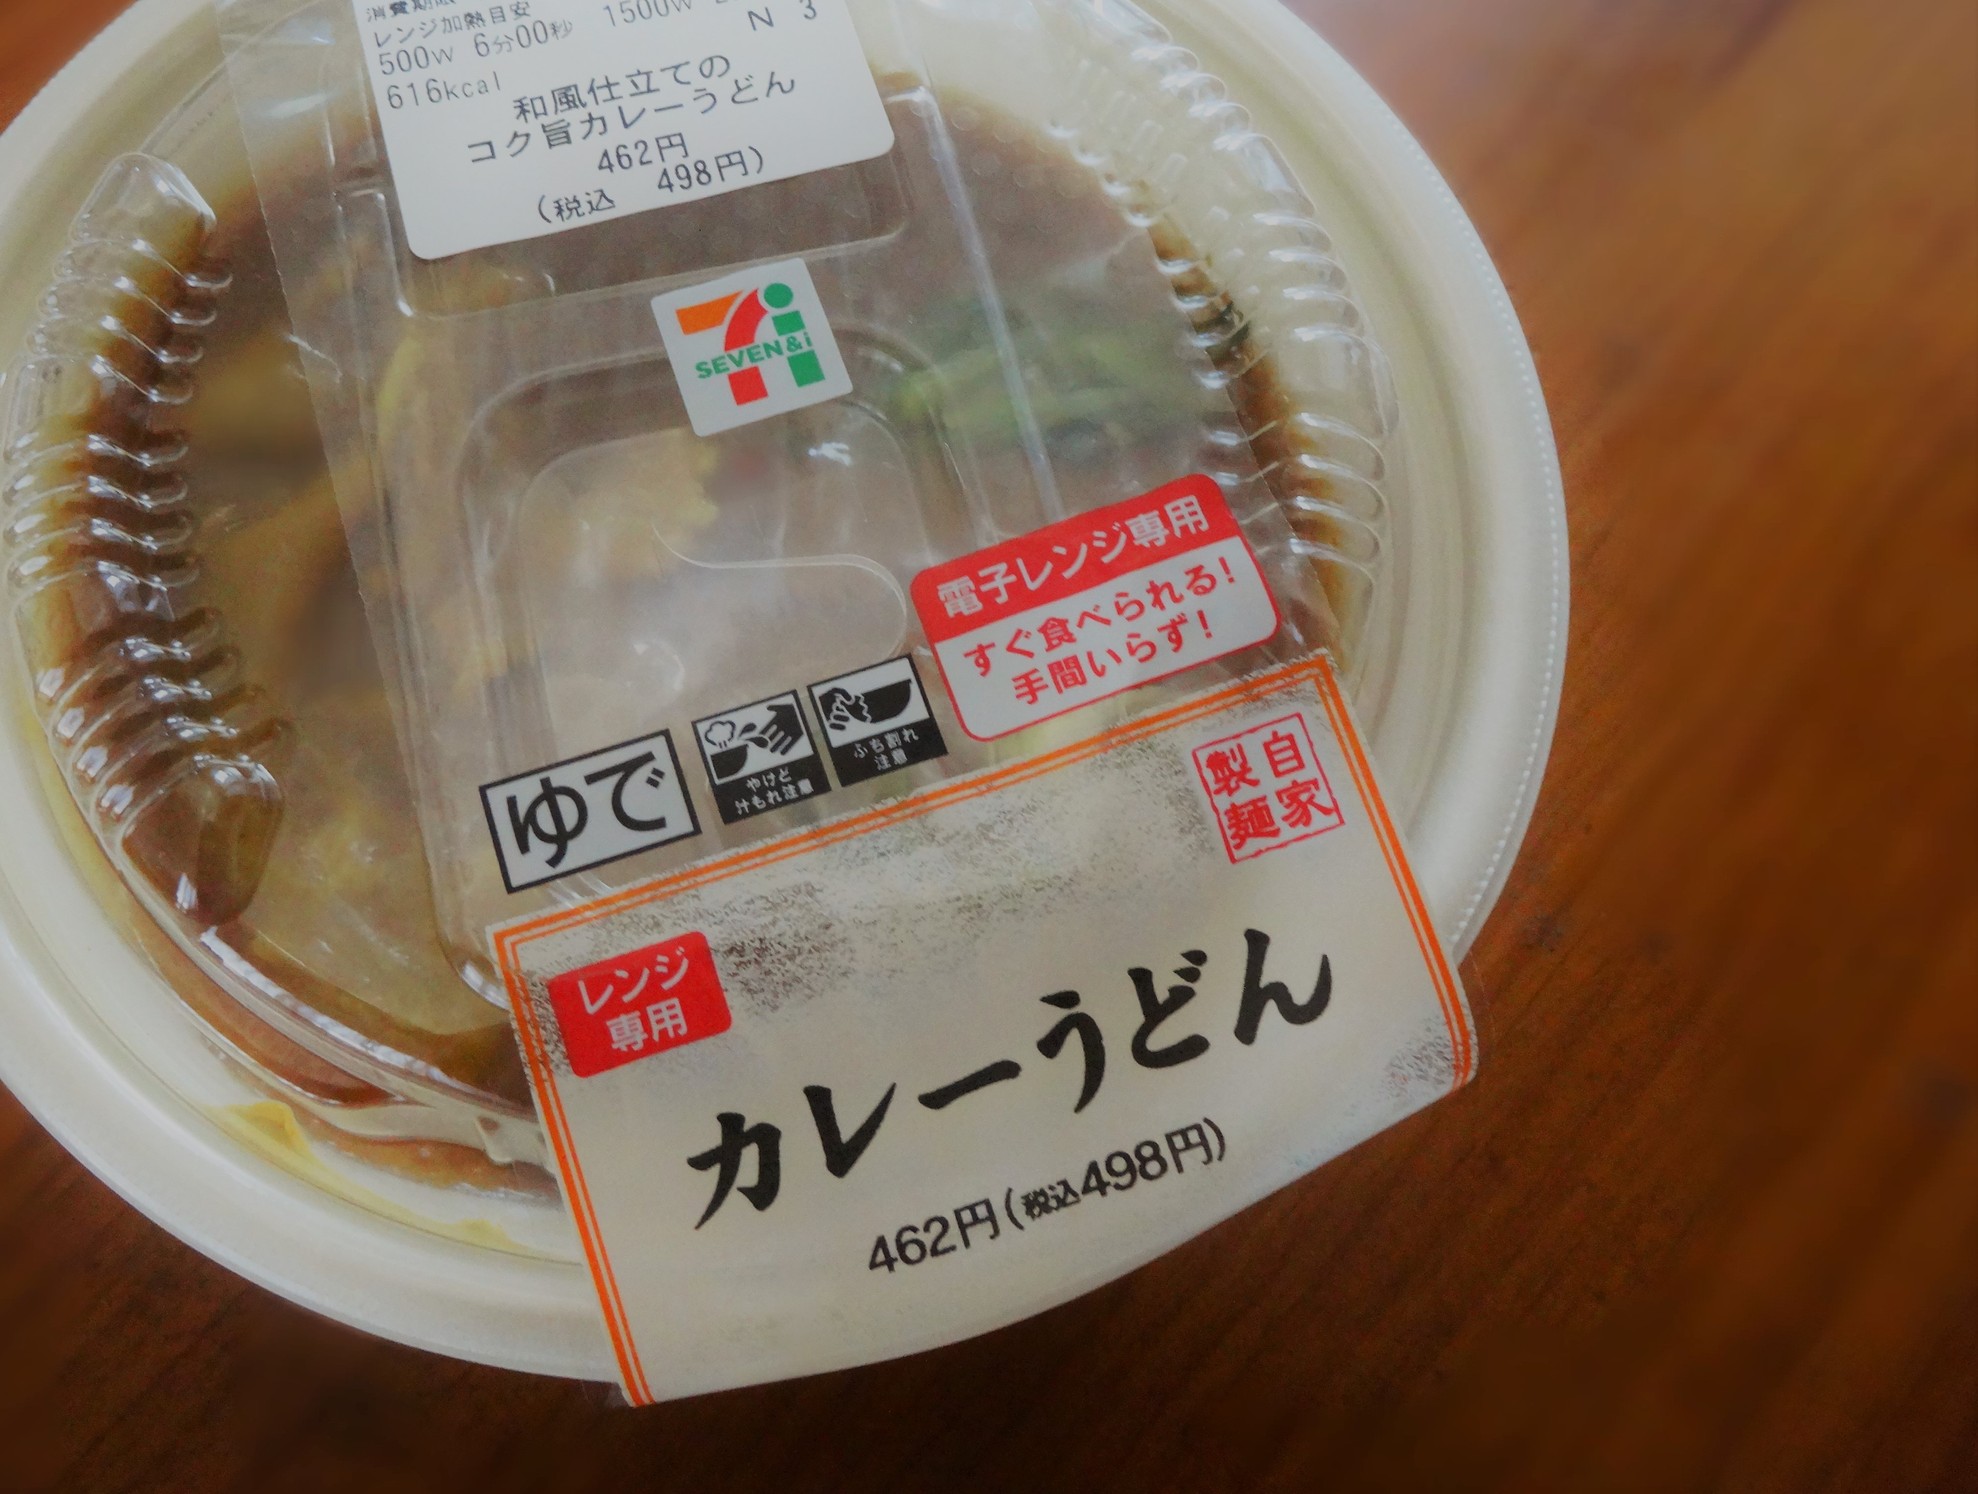 レンジ加熱目安
500W 6分00秒 1500W
616kcal
N 3
和風仕立ての
コク旨カレーうどん
462円
(税込 498円)
SEVEN&i
電子レンジ専用
すぐ食べられる!
手間いらず!
ゆで
やけど
汁もれ注意
ふち割れ
注意
自家
製麺
レンジ
専用
カレーうどん
462円(税込498円)